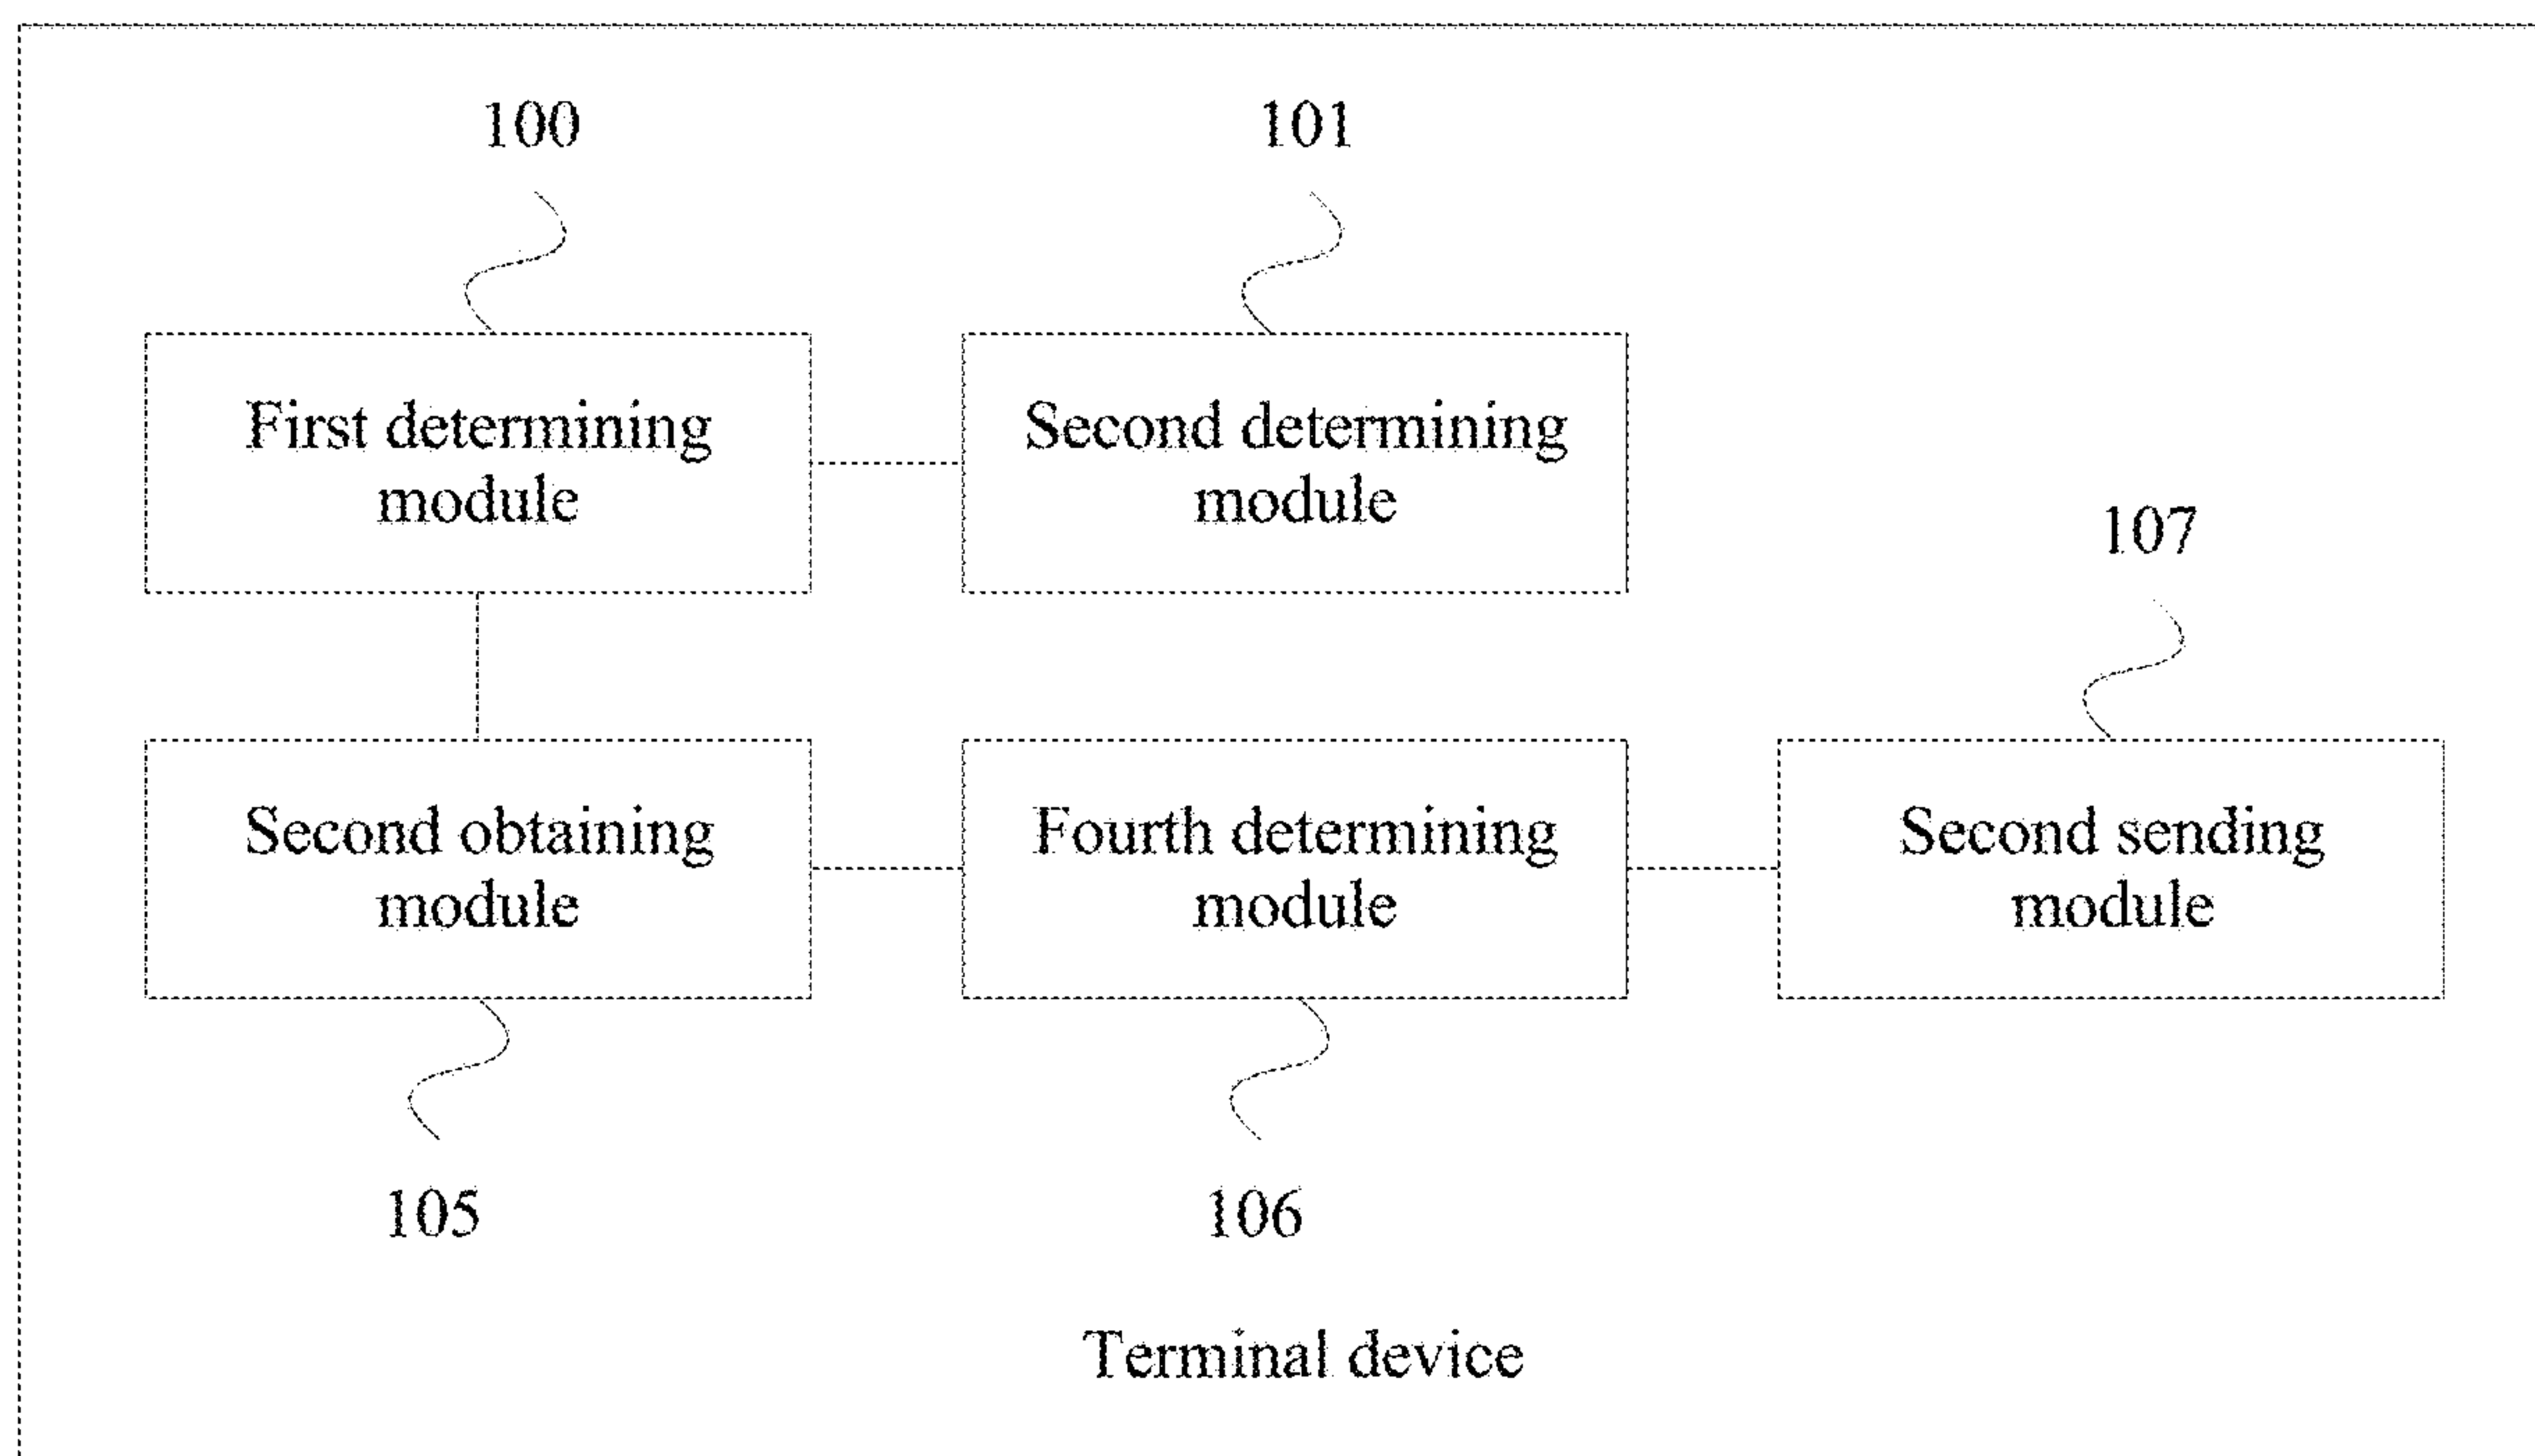 100
101
First determining
module
Second determining
module
107
Second obtaining
module
Fourth determining
module
Second sending
module
105
106
Terminal device